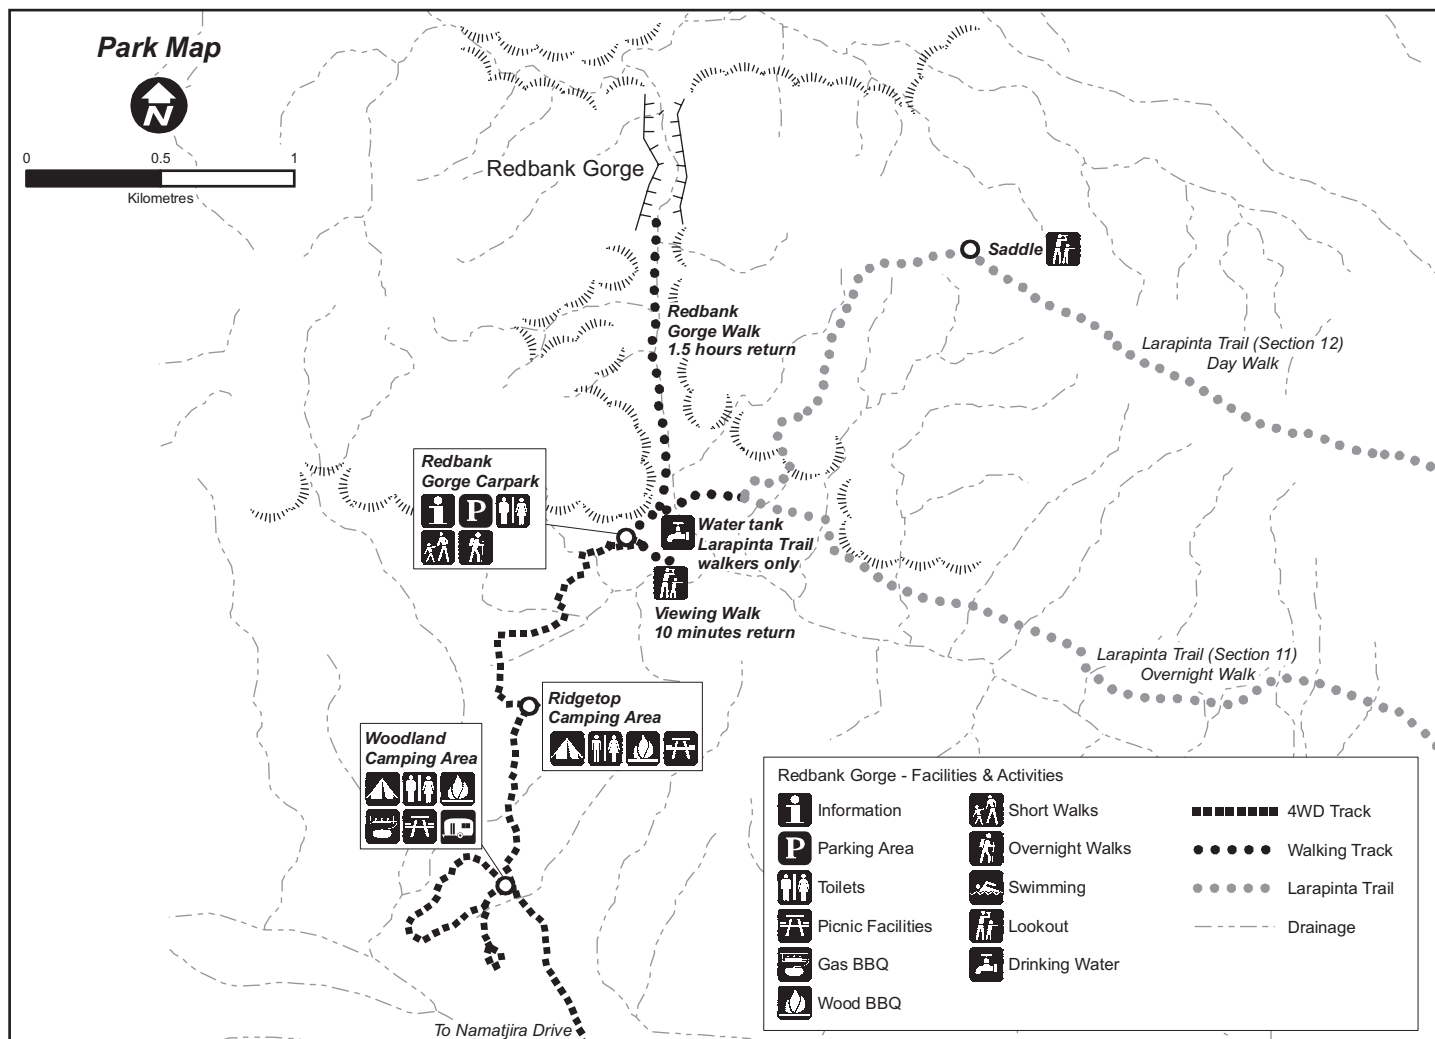 Park Map
N
0 0.5 1
Kilometres
Redbank Gorge
Saddle
Redbank
Gorge Walk
1.5 hours return
Larapinta Trail (Section 12)
Day Walk
Redbank
Gorge Carpark
i P
Water tank
Larapinta Trail
walkers only
Viewing Walk
10 minutes return
Larapinta Trail (Section 11)
Overnight Walk
Ridgetop
Camping Area
Woodland
Camping Area
To Namatjira Drive
Redbank Gorge - Facilities & Activities
i Information
P Parking Area
Toilets
Picnic Facilities
Gas BBQ
Wood BBQ
Short Walks
Overnight Walks
Swimming
Lookout
Drinking Water
4WD Track
Walking Track
Larapinta Trail
Drainage